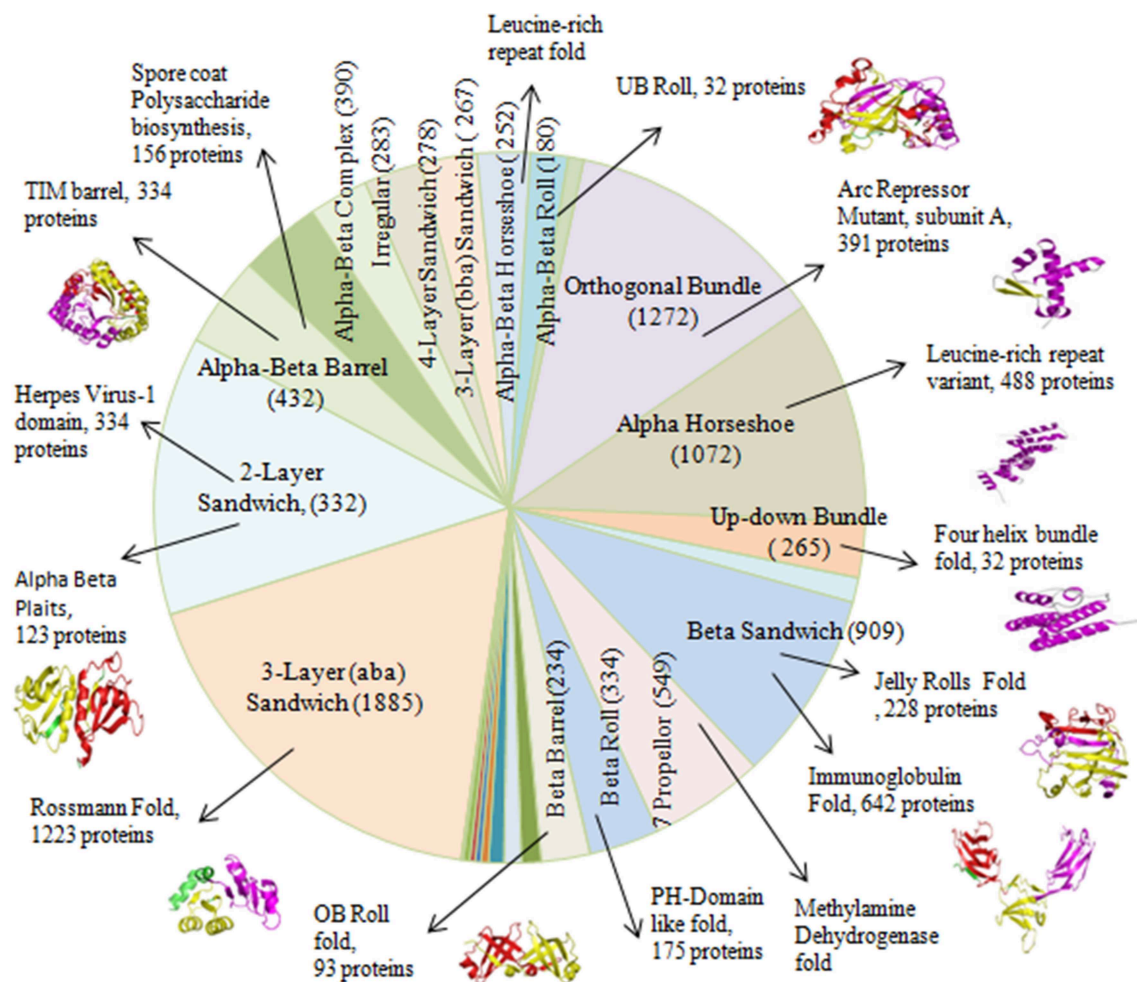 Leucine-rich
repeat fold
Spore coat
Polysaccharide
biosynthesis,
156 proteins
UB Roll, 32 proteins
TIM barrel, 334
proteins
Arc Repressor
Mutant, subunit A,
391 proteins
Alpha-Beta Complex (390)
Irregular (283)
4-Layer Sandwich (278)
3-Layer (bba) Sandwich ( 267)
Alpha-Beta Horseshoe (252)
Alpha-Beta Roll (180)
Orthogonal Bundle
(1272)
Leucine-rich repeat
variant, 488 proteins
Alpha-Beta Barrel
(432)
Herpes Virus-1
domain, 334
proteins
Alpha Horseshoe
(1072)
2-Layer
Sandwich, (332)
Up-down Bundle
( 265)
Four helix bundle
fold, 32 proteins
Alpha Beta
Plaits,
123 proteins
Beta Sandwich (909)
3-Layer (aba)
Sandwich (1885)
Jelly Rolls Fold
, 228 proteins
Beta Barrel (234)
Beta Roll (334)
7 Propellor (549)
Immunoglobulin
Fold, 642 proteins
Rossmann Fold,
1223 proteins
OB Roll
fold,
93 proteins
PH-Domain
like fold,
175 proteins
Methylamine
Dehydrogenase
fold